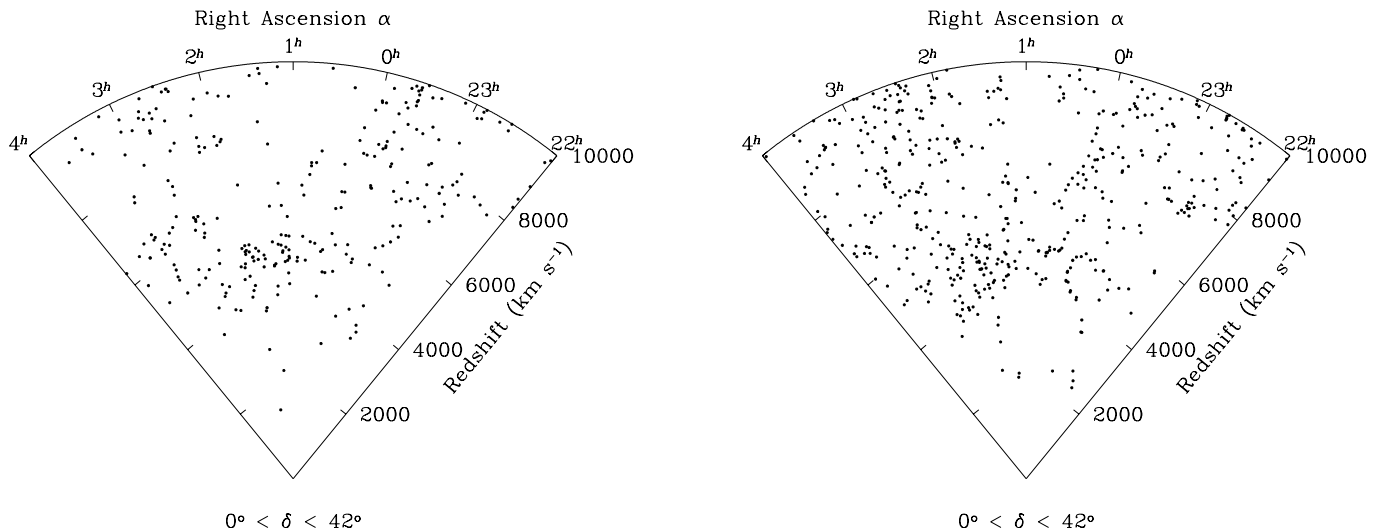 Right Ascension α
1ʰ
2ʰ 0ʰ
3ʰ 23ʰ
4ʰ 22ʰ
10000
8000
6000
4000
2000
Redshift (km s⁻¹)
0° < δ < 42°
Right Ascension α
1ʰ
2ʰ 0ʰ
3ʰ 23ʰ
4ʰ 22ʰ
10000
8000
6000
4000
2000
Redshift (km s⁻¹)
0° < δ < 42°